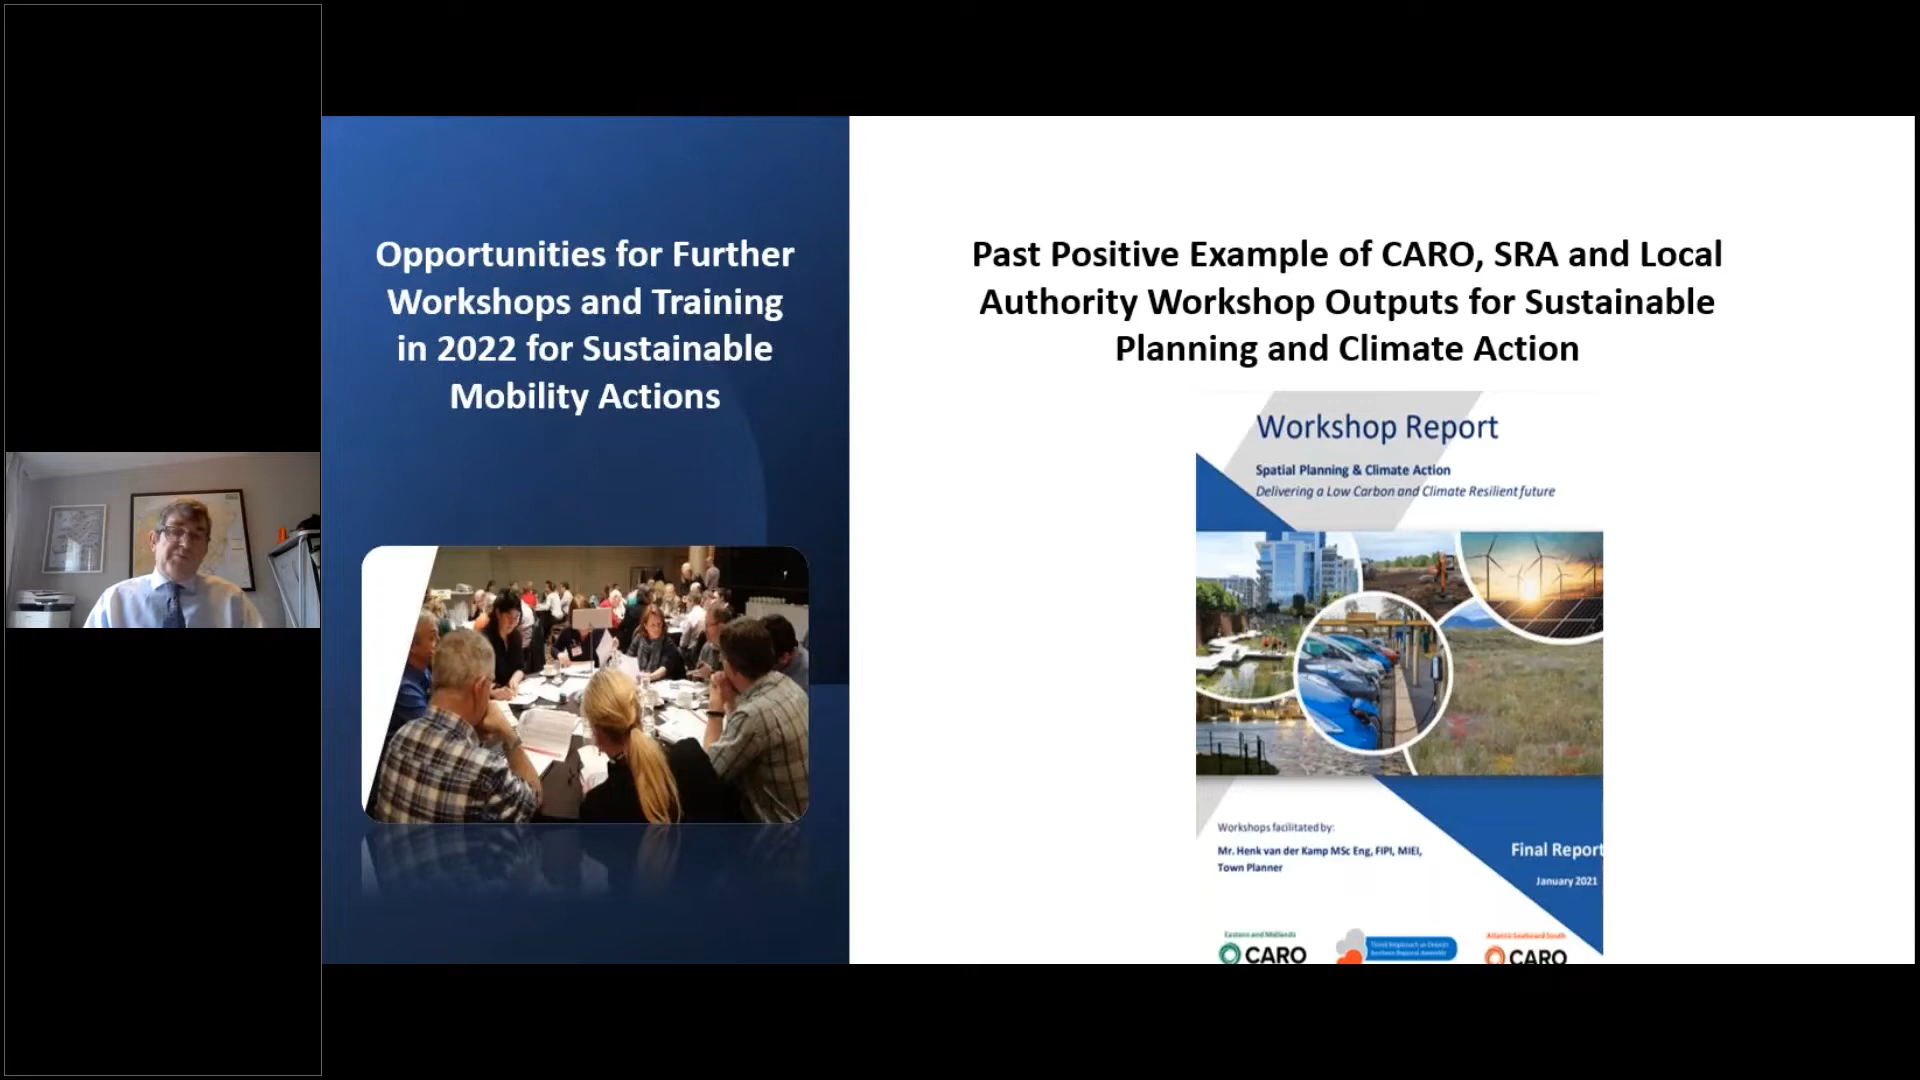 Opportunities for Further
Workshops and Training
in 2022 for Sustainable
Mobility Actions
Past Positive Example of CARO, SRA and Local
Authority Workshop Outputs for Sustainable
Planning and Climate Action
Workshop Report
Spatial Planning & Climate Action
Delivering a Low Carbon and Climate Resilient future
Workshops facilitated by:
Mr. Henk van der Kamp MSc Eng, FIPI, MIEI,
Town Planner
Final Report
January 2021
Eastern and Midlands
CARO
Southern Regional Assembly
Atlantic Seaboard South
CARO